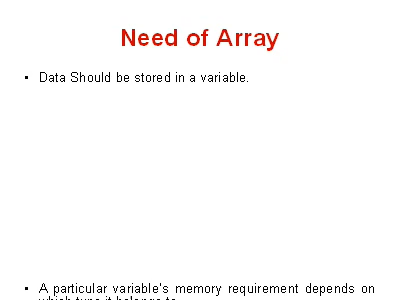 Need of Array
• Data Should be stored in a variable.
• A particular variable's memory requirement depends on
which type it belongs to